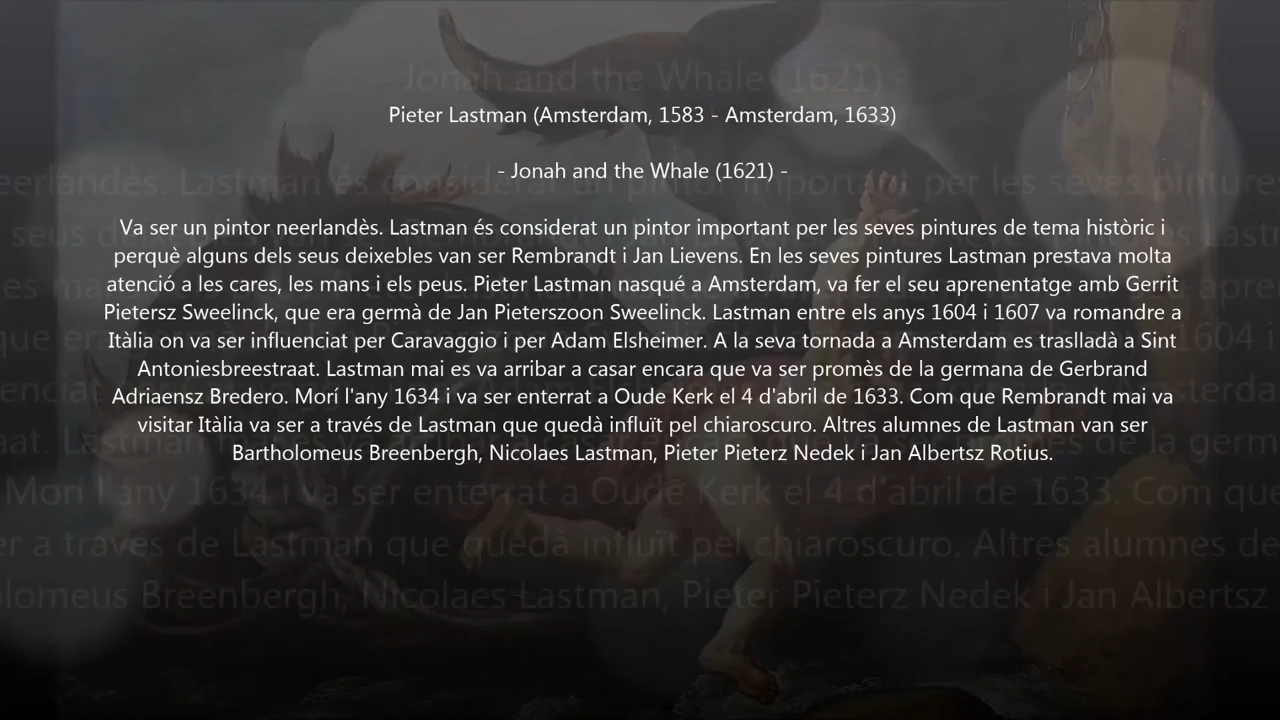 Pieter Lastman (Amsterdam, 1583 - Amsterdam, 1633)
- Jonah and the Whale (1621) -
Va ser un pintor neerlandès. Lastman és considerat un pintor important per les seves pintures de tema històric i
perquè alguns dels seus deixebles van ser Rembrandt i Jan Lievens. En les seves pintures Lastman prestava molta
atenció a les cares, les mans i els peus. Pieter Lastman nasqué a Amsterdam, va fer el seu aprenentatge amb Gerrit
Pietersz Sweelinck, que era germà de Jan Pieterszoon Sweelinck. Lastman entre els anys 1604 i 1607 va romandre a
Itàlia on va ser influenciat per Caravaggio i per Adam Elsheimer. A la seva tornada a Amsterdam es traslladà a Sint
Antoniesbreestraat. Lastman mai es va arribar a casar encara que va ser promès de la germana de Gerbrand
Adriaensz Bredero. Morí l'any 1634 i va ser enterrat a Oude Kerk el 4 d'abril de 1633. Com que Rembrandt mai va
visitar Itàlia va ser a través de Lastman que quedà influït pel chiaroscuro. Altres alumnes de Lastman van ser
Bartholomeus Breenbergh, Nicolaes Lastman, Pieter Pieterz Nedek i Jan Albertsz Rotius.